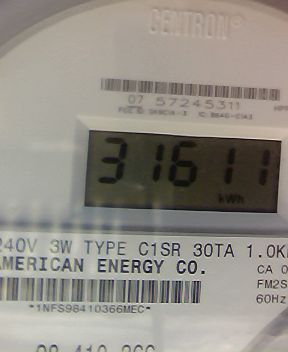 CENTRON®
07 57245311
31611
kWh
240V 3W TYPE C1SR 30TA 1.0K
AMERICAN ENERGY CO.
CA 0
FM2S
60Hz
*1NFS98410366MEC*